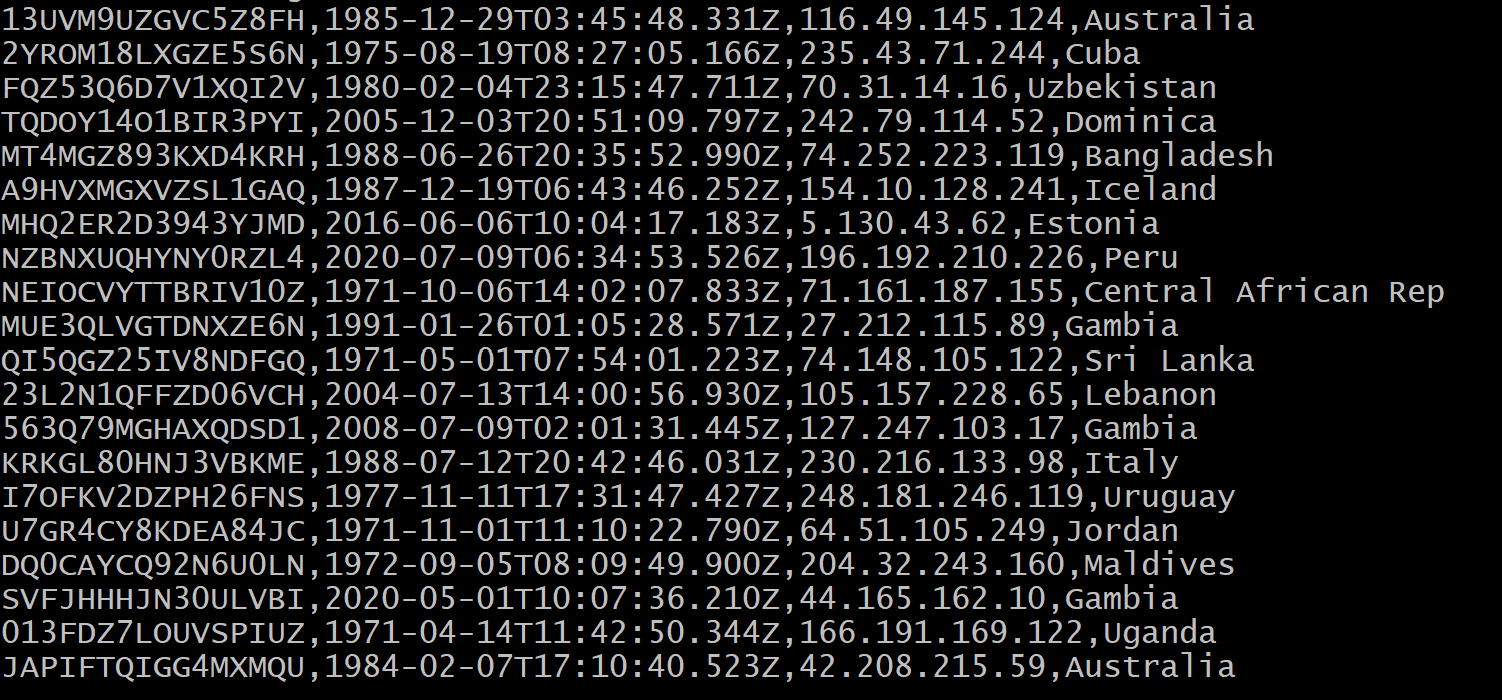 13UVM9UZGVC5Z8FH,1985-12-29T03:45:48.331Z,116.49.145.124,Australia
2YROM18LXGZE5S6N,1975-08-19T08:27:05.166Z,235.43.71.244,Cuba
FQZ53Q6D7V1XQI2V,1980-02-04T23:15:47.711Z,70.31.14.16,Uzbekistan
TQDOY14O1BIR3PYI,2005-12-03T20:51:09.797Z,242.79.114.52,Dominica
MT4MGZ893KXD4KRH,1988-06-26T20:35:52.990Z,74.252.223.119,Bangladesh
A9HVXMGXVZSL1GAQ,1987-12-19T06:43:46.252Z,154.10.128.241,Iceland
MHQ2ER2D3943YJMD,2016-06-06T10:04:17.183Z,5.130.43.62,Estonia
NZBNXUQHYNY0RZL4,2020-07-09T06:34:53.526Z,196.192.210.226,Peru
NEIOCVYTTBRIV10Z,1971-10-06T14:02:07.833Z,71.161.187.155,Central African Rep
MUE3QLVGTDNXZE6N,1991-01-26T01:05:28.571Z,27.212.115.89,Gambia
QI5QGZ25IV8NDFGQ,1971-05-01T07:54:01.223Z,74.148.105.122,Sri Lanka
23L2N1QFFZD06VCH,2004-07-13T14:00:56.930Z,105.157.228.65,Lebanon
563Q79MGHAXQDSD1,2008-07-09T02:01:31.445Z,127.247.103.17,Gambia
KRKGL80HNJ3VBKME,1988-07-12T20:42:46.031Z,230.216.133.98,Italy
I7OFKV2DZPH26FNS,1977-11-11T17:31:47.427Z,248.181.246.119,Uruguay
U7GR4CY8KDEA84JC,1971-11-01T11:10:22.790Z,64.51.105.249,Jordan
DQ0CAYCQ92N6U0LN,1972-09-05T08:09:49.900Z,204.32.243.160,Maldives
SVFJHHHJN30ULVBI,2020-05-01T10:07:36.210Z,44.165.162.10,Gambia
013FDZ7LOUVSPIUZ,1971-04-14T11:42:50.344Z,166.191.169.122,Uganda
JAPIFTQIGG4MXMQU,1984-02-07T17:10:40.523Z,42.208.215.59,Australia